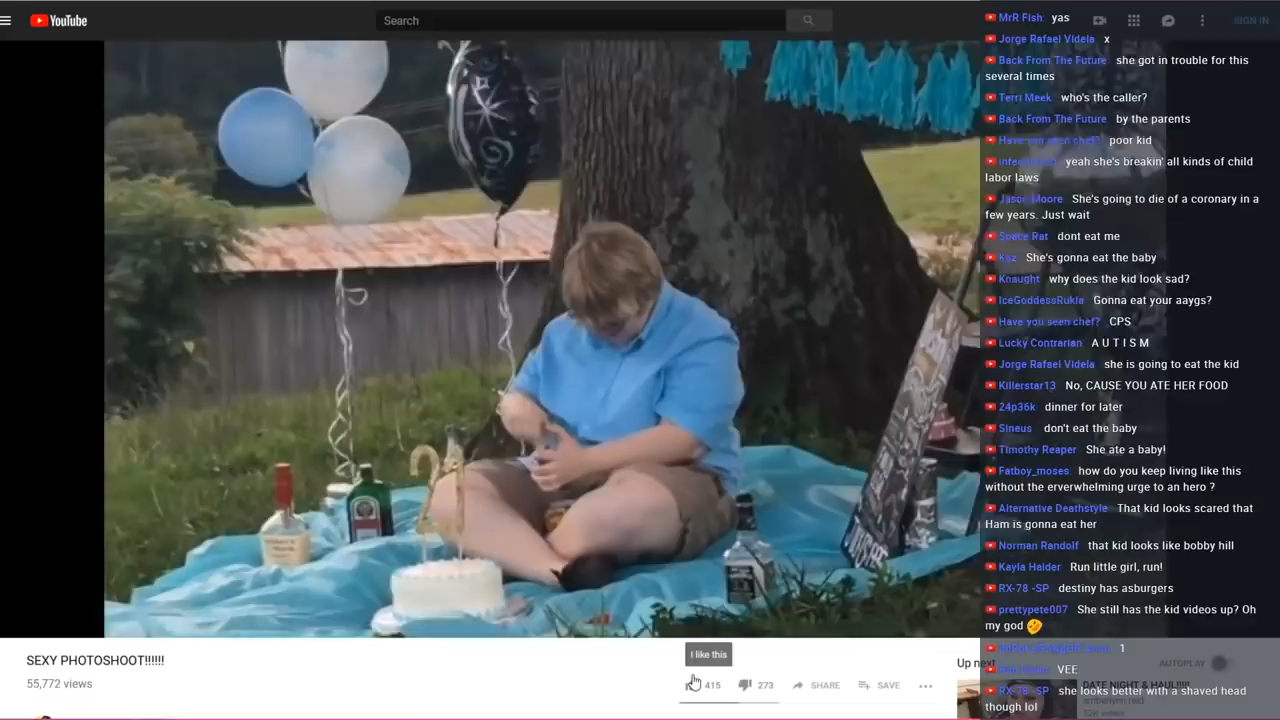 YouTube
Search
SIGN IN
SEXY PHOTOSHOOT!!!!!!
55,772 views
I like this
415
273
SHARE
SAVE
Up next
AUTOPLAY
DATE NIGHT & HAUL!!!!
MrR Fish yas
Jorge Rafael Videla x
Back From The Future she got in trouble for this
several times
Terri Meek who's the caller?
Back From The Future by the parents
Have you seen chef? poor kid
yeah she's breakin' all kinds of child
labor laws
Jason Moore She's going to die of a coronary in a
few years. Just wait
Space Rat dont eat me
Kaz She's gonna eat the baby
Knaught why does the kid look sad?
IceGoddessRukia Gonna eat your aaygs?
Have you seen chef? CPS
Lucky Contrarian A U T I S M
Jorge Rafael Videla she is going to eat the kid
Killerstar13 No, CAUSE YOU ATE HER FOOD
24p36k dinner for later
Sineus don't eat the baby
Timothy Reaper She ate a baby!
Fatboy_moses how do you keep living like this
without the erverwhelming urge to an hero ?
Alternative Deathstyle That kid looks scared that
Ham is gonna eat her
Norman Randolf that kid looks like bobby hill
Kayla Halder Run little girl, run!
RX-78 -SP destiny has asburgers
prettypete007 She still has the kid videos up? Oh
my god 🤣
1
VEE
RX-78 -SP she looks better with a shaved head
though lol